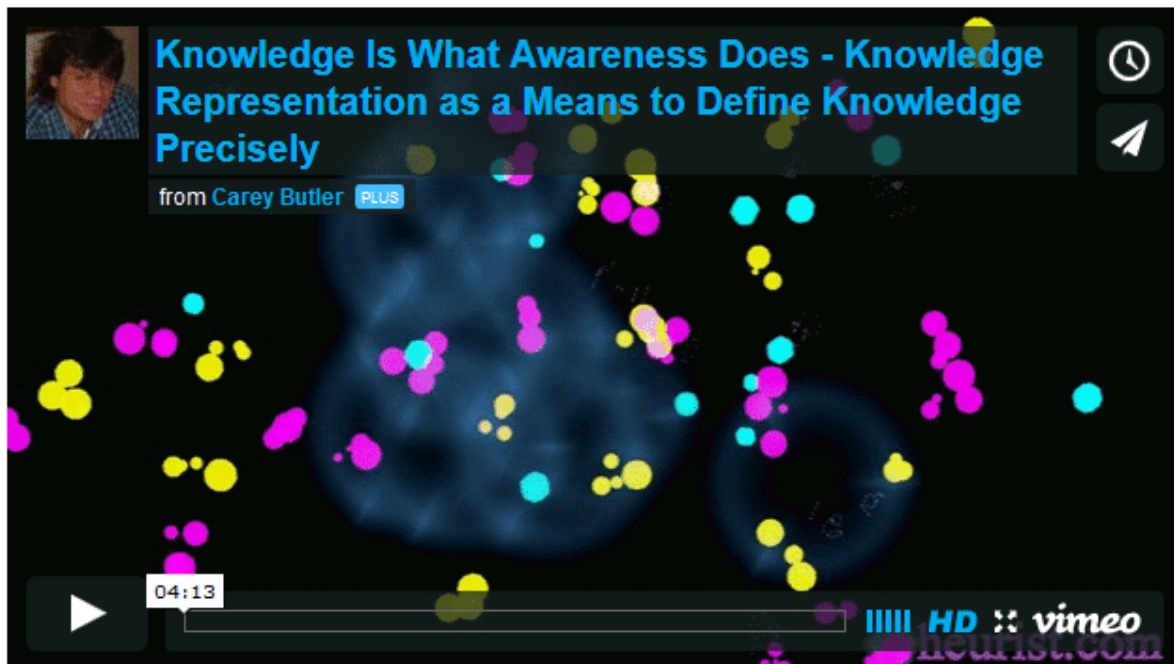 Knowledge Is What Awareness Does - Knowledge
Representation as a Means to Define Knowledge
Precisely
from Carey Butler PLUS
04:13
HD vimeo
heurist.com